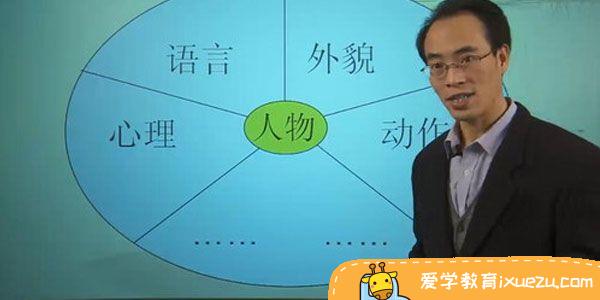 语言
外貌
心理
人物
动作
…… ……
爱学教育ixuezu.com